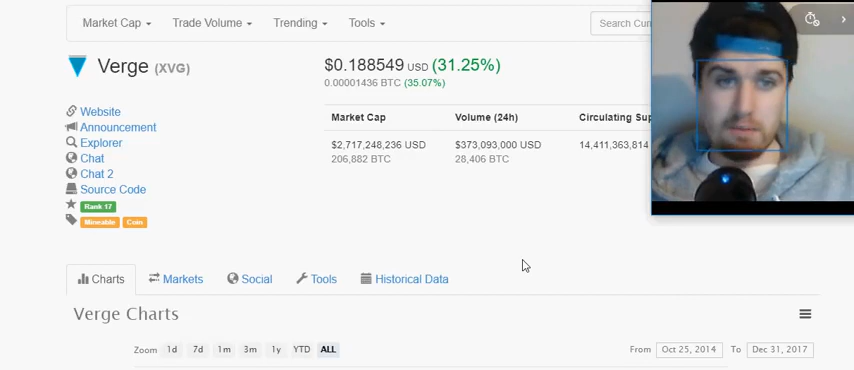 Market Cap Trade Volume Trending Tools Search Cur
Verge (XVG)
$0.188549 USD (31.25%)
0.00001436 BTC (35.07%)
Website
Announcement
Explorer
Chat
Chat 2
Source Code
Rank 17
Mineable Coin
Market Cap Volume (24h) Circulating Sup
$2,717,248,236 USD $373,093,000 USD 14,411,363,814
206,882 BTC 28,406 BTC
Charts Markets Social Tools Historical Data
Verge Charts
Zoom 1d 7d 1m 3m 1y YTD ALL From Oct 25, 2014 To Dec 31, 2017